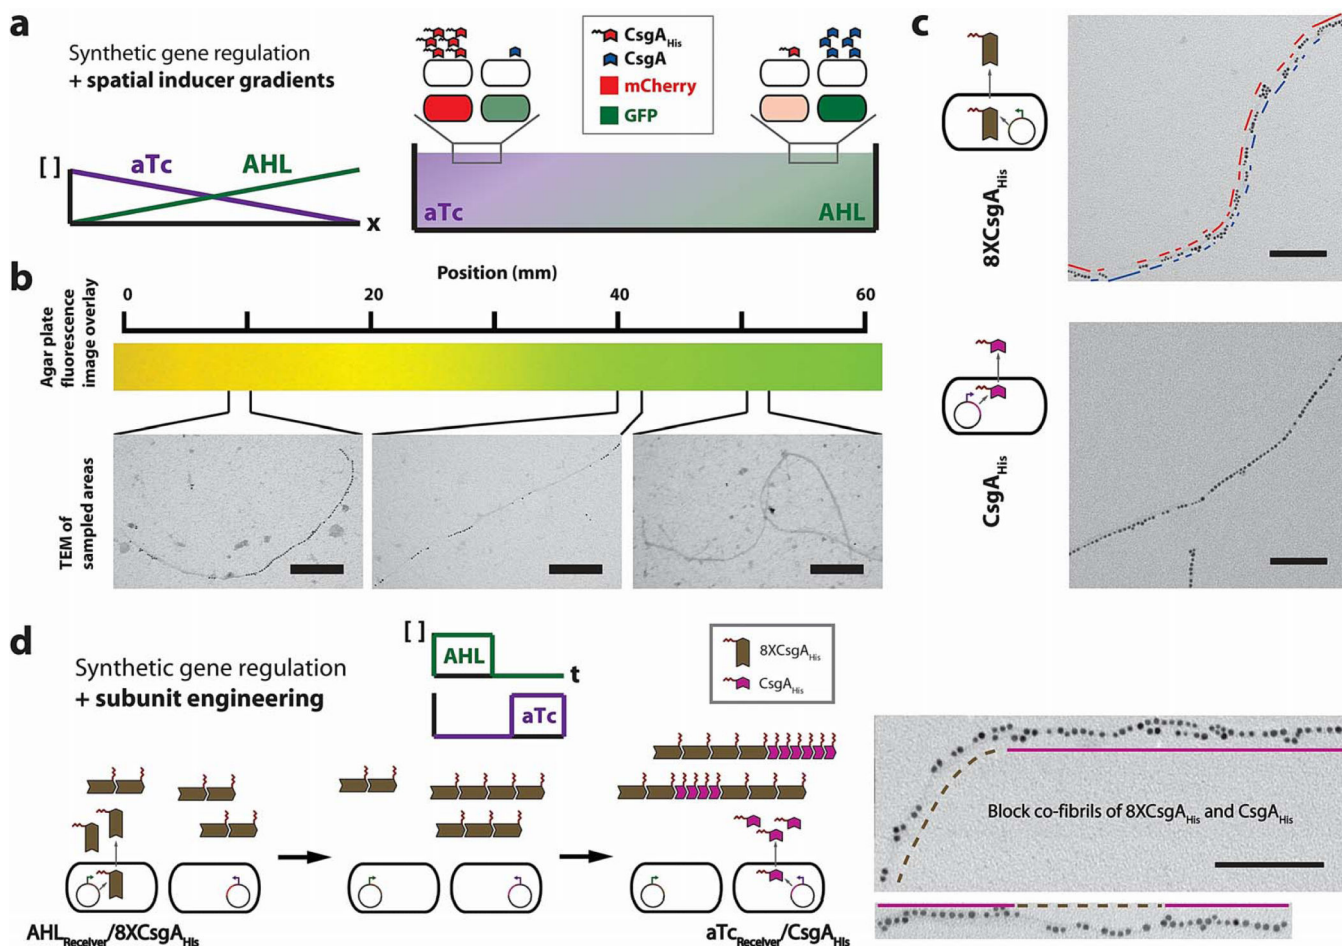 a
Synthetic gene regulation
+ spatial inducer gradients
[ ]
aTc
AHL
x
CsgAHis
CsgA
mCherry
GFP
aTc
AHL
b
Position (mm)
0 20 40 60
Agar plate
fluorescence
image overlay
TEM of
sampled areas
c
8XCsgAHis
CsgAHis
d
Synthetic gene regulation
+ subunit engineering
[ ]
AHL
t
aTc
8XCsgAHis
CsgAHis
AHLReceiver/8XCsgAHis
aTcReceiver/CsgAHis
Block co-fibrils of 8XCsgAHis and CsgAHis